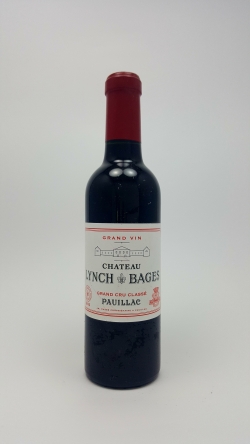 GRAND VIN
CHATEAU
LYNCH BAGES
GRAND CRU CLASSÉ
PAUILLAC